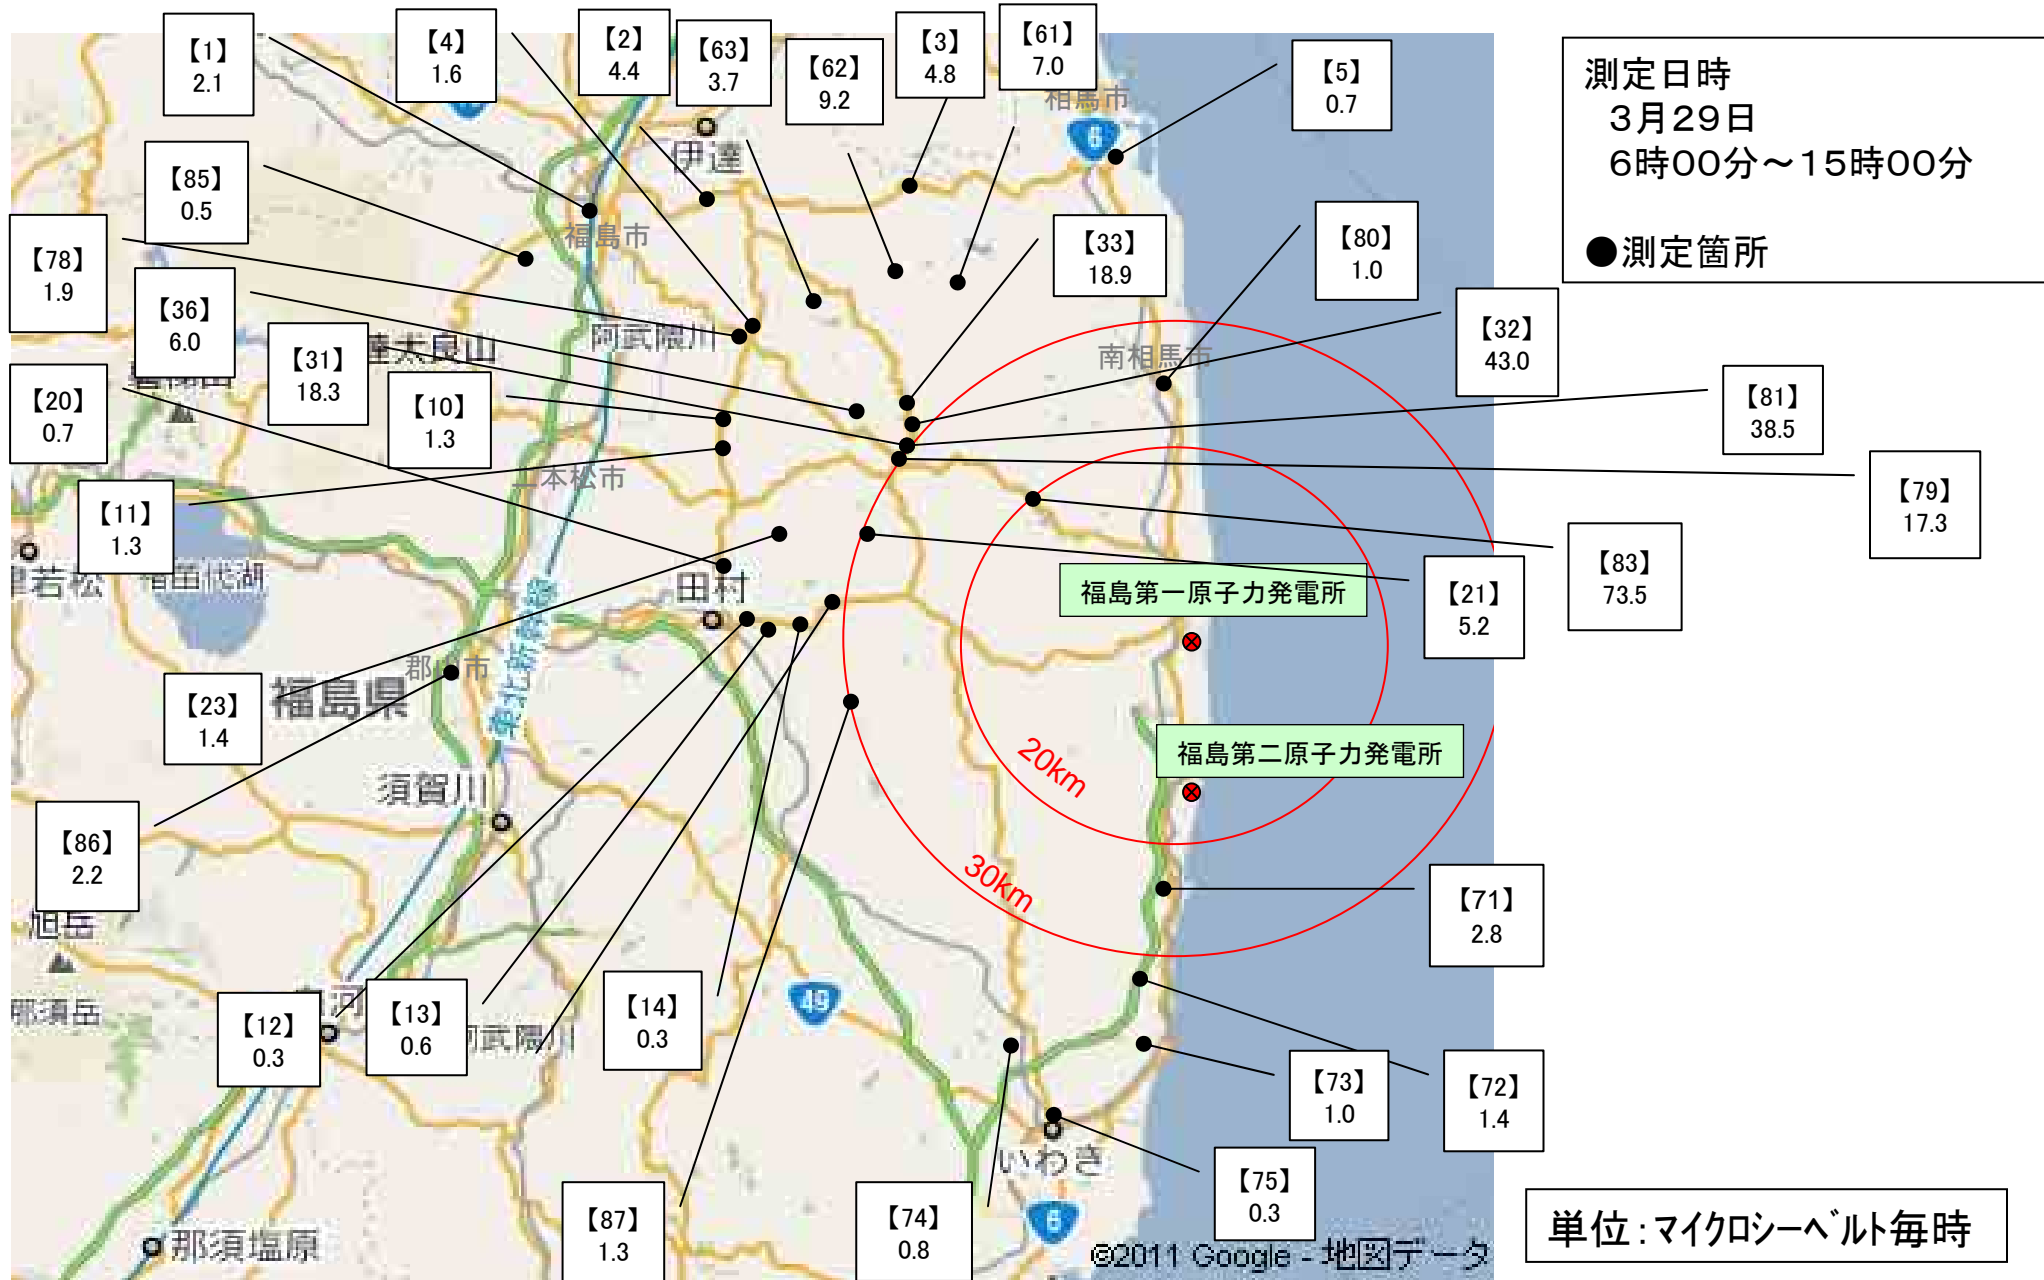 【1】
2.1
【4】
1.6
【2】
4.4
【63】
3.7
【62】
9.2
【3】
4.8
【61】
7.0
【5】
0.7
測定日時
3月29日
6時00分～15時00分
●測定箇所
相馬市
6
伊達
【85】
0.5
福島市
【78】
1.9
【33】
18.9
【80】
1.0
【36】
6.0
【31】
18.3
阿武隈川
南相馬市
【32】
43.0
【20】
0.7
【10】
1.3
【81】
38.5
二本松市
【11】
1.3
【79】
17.3
猪苗代湖
田村
福島第一原子力発電所
【21】
5.2
【83】
73.5
東北新幹線
郡山市
福島県
【23】
1.4
福島第二原子力発電所
20km
須賀川
【86】
2.2
30km
旭岳
【71】
2.8
那須岳
【12】
0.3
【13】
0.6
阿武隈川
【14】
0.3
49
【73】
1.0
【72】
1.4
いわき
【75】
0.3
【87】
1.3
【74】
0.8
6
那須塩原
©2011 Google - 地図データ
単位：マイクロシーベルト毎時